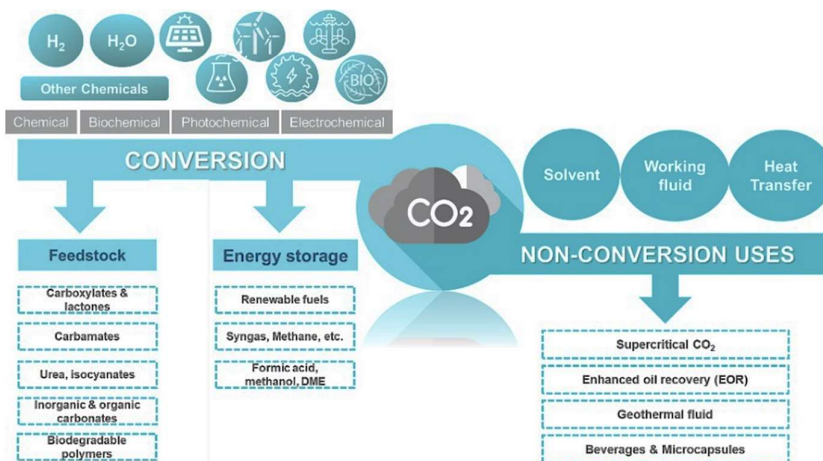 H₂
H₂O
BIO
Other Chemicals
Chemical
Biochemical
Photochemical
Electrochemical
CONVERSION
CO₂
Solvent
Working
fluid
Heat
Transfer
NON-CONVERSION USES
Feedstock
Carboxylates &
lactones
Carbamates
Urea, isocyanates
Inorganic & organic
carbonates
Biodegradable
polymers
Energy storage
Renewable fuels
Syngas, Methane, etc.
Formic acid,
methanol, DME
Supercritical CO₂
Enhanced oil recovery (EOR)
Geothermal fluid
Beverages & Microcapsules